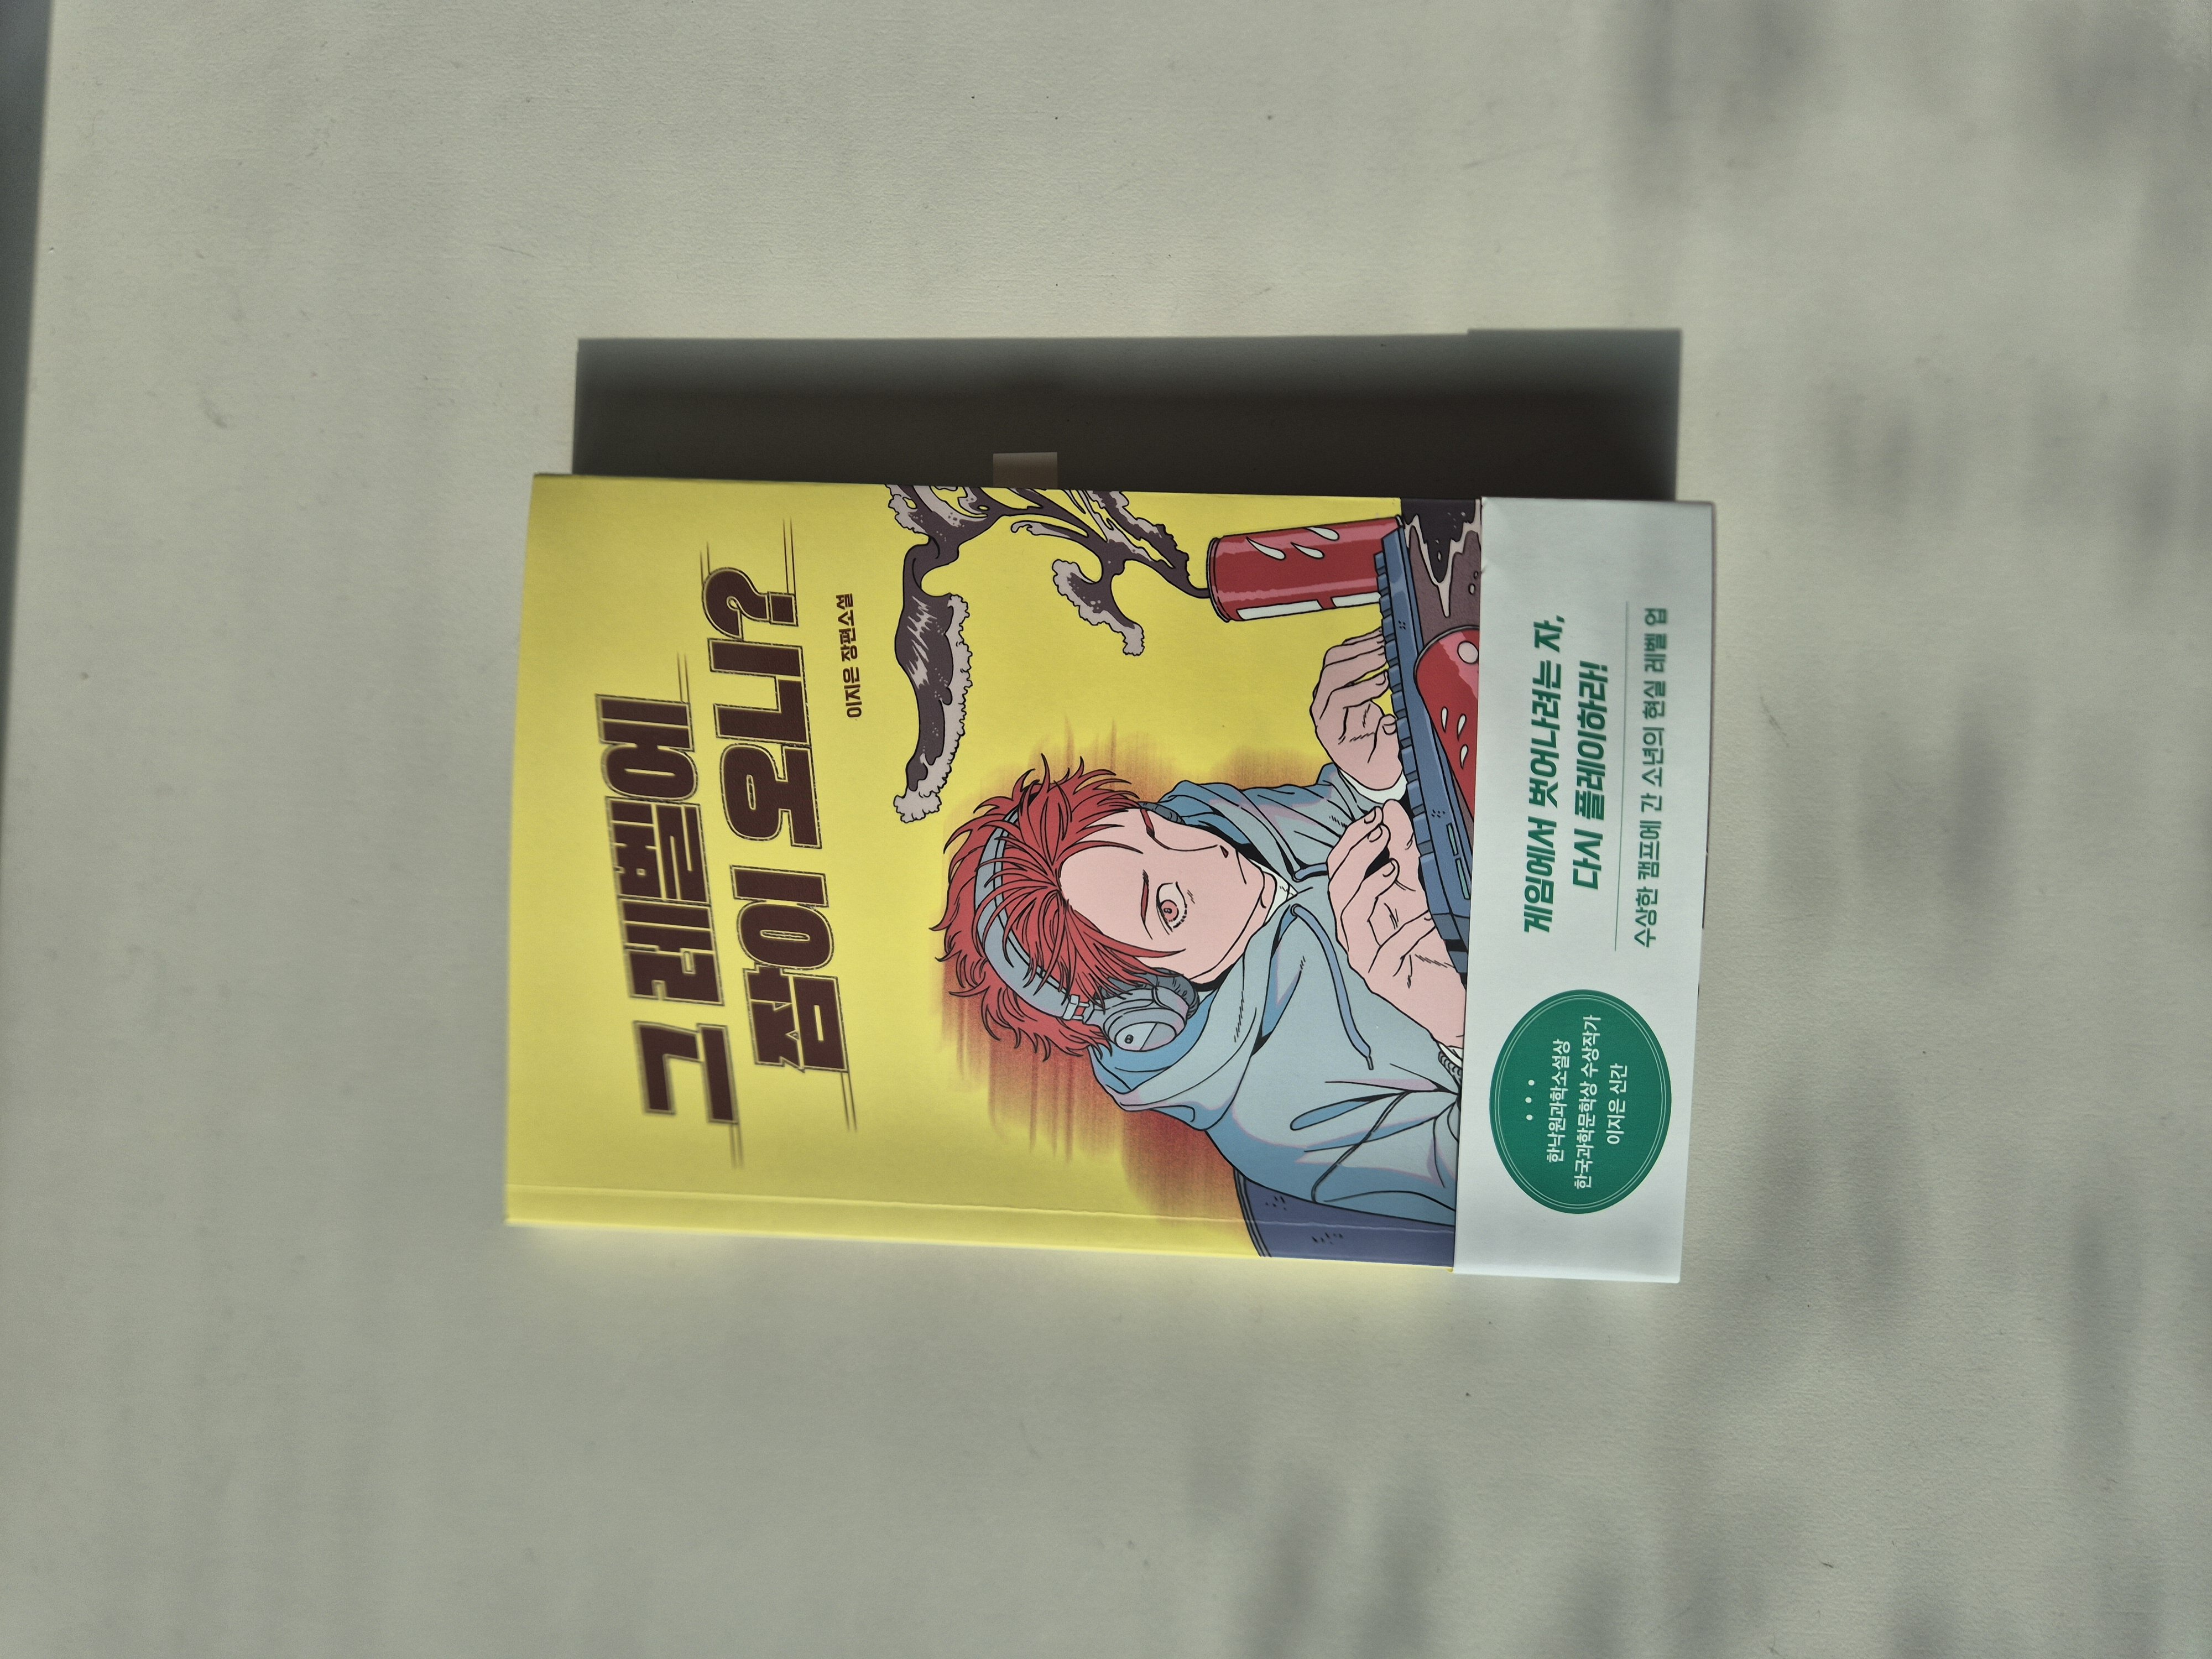 그 레벨에
잠이 오니?
이지은 장편소설
게임에서 벗어나려는 자,
다시 플레이하라!
수상한 캠프에 간 소년의 현실 레벨 업
한낙원과학소설상
한국과학문학상 수상작가
이지은 신간